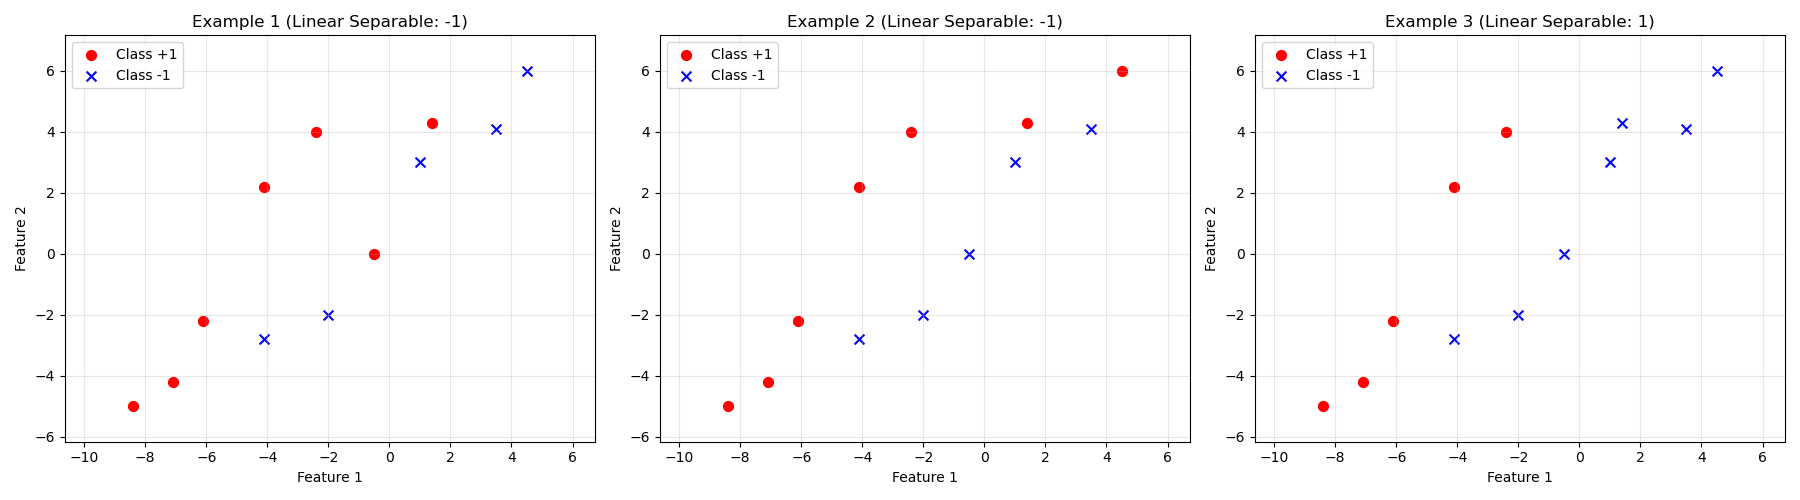 Example 1 (Linear Separable: -1)
Class +1
Class -1
6
4
2
0
−2
−4
−6
Feature 2
−10 −8 −6 −4 −2 0 2 4 6
Feature 1
Example 2 (Linear Separable: -1)
Class +1
Class -1
6
4
2
0
−2
−4
−6
Feature 2
−10 −8 −6 −4 −2 0 2 4 6
Feature 1
Example 3 (Linear Separable: 1)
Class +1
Class -1
6
4
2
0
−2
−4
−6
Feature 2
−10 −8 −6 −4 −2 0 2 4 6
Feature 1